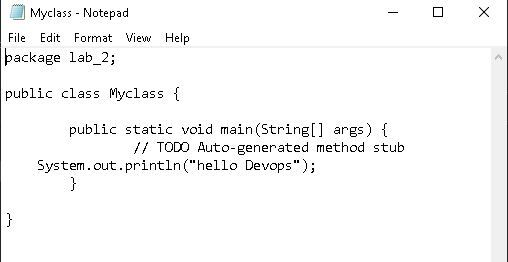 Myclass - Notepad
File Edit Format View Help
package lab_2;
public class Myclass {
public static void main(String[] args) {
// TODO Auto-generated method stub
System.out.println("hello Devops");
}
}